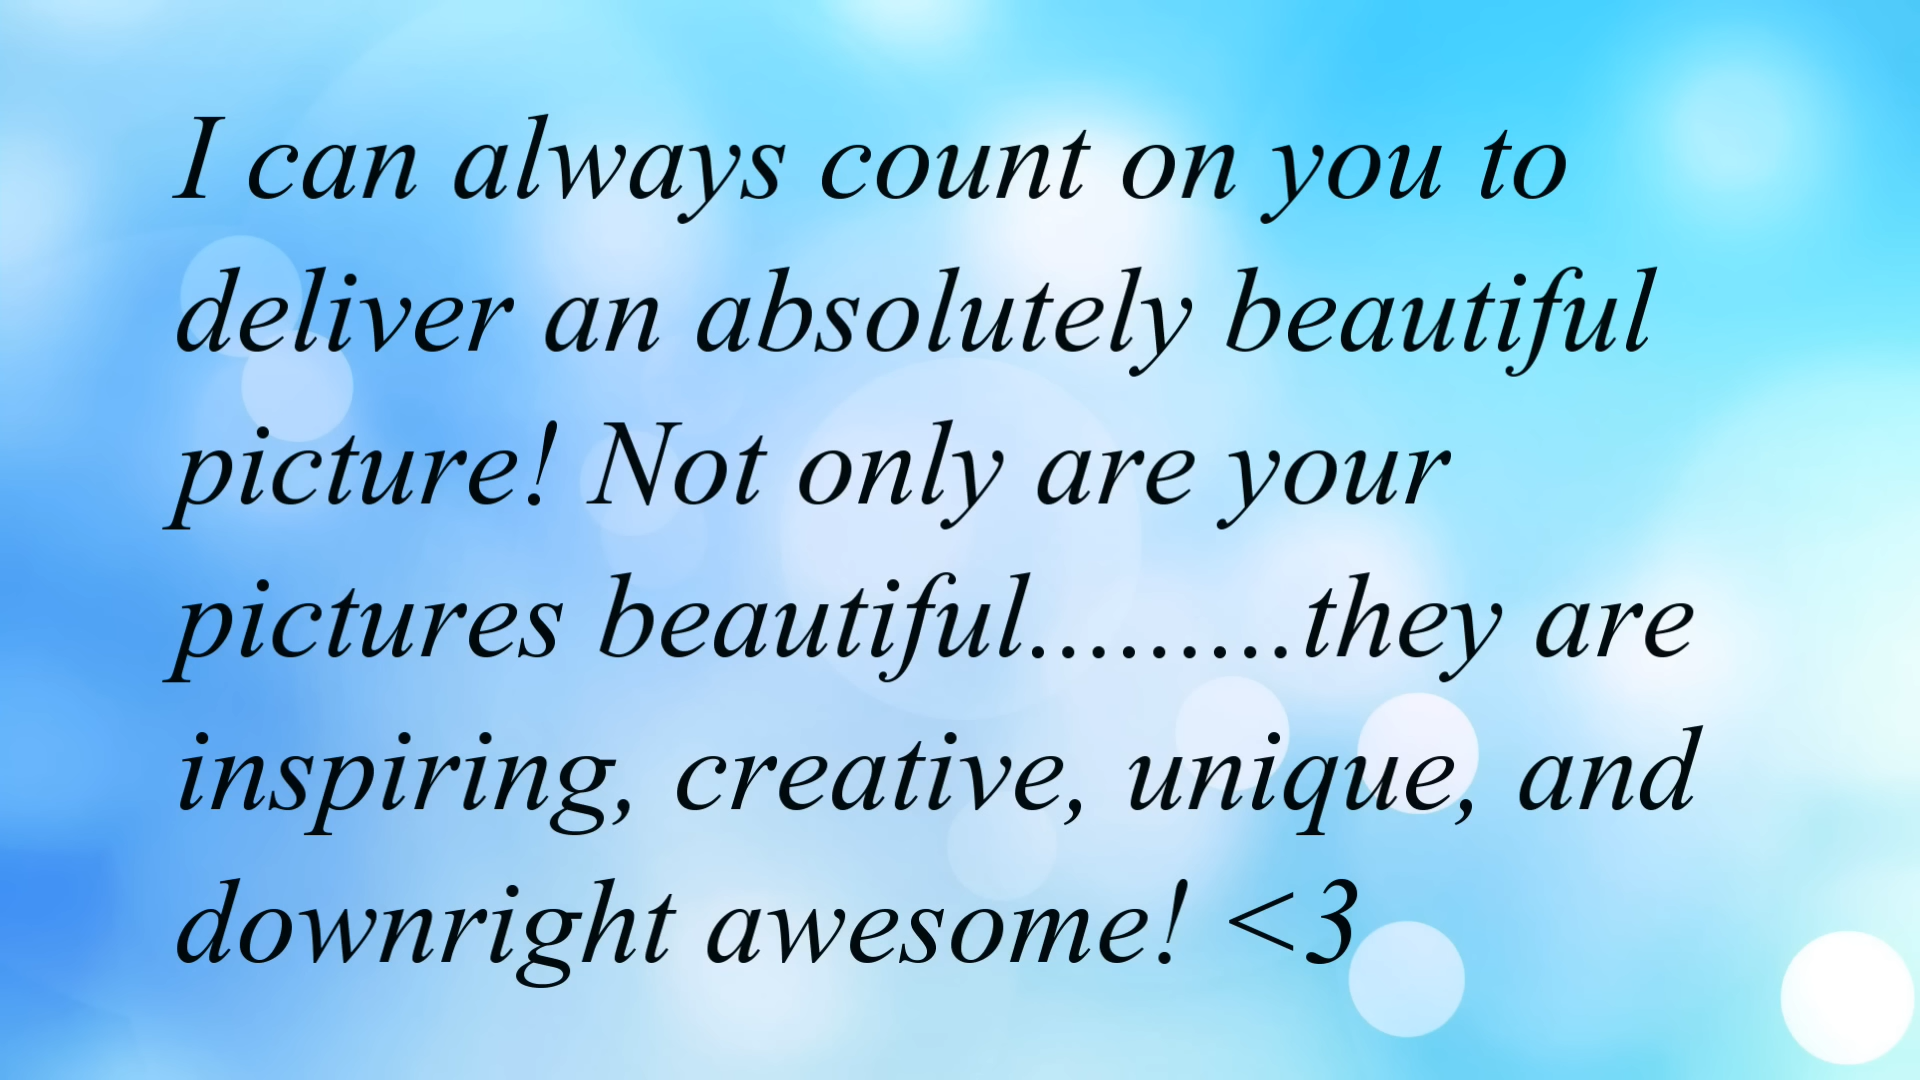 I can always count on you to
deliver an absolutely beautiful
picture! Not only are your
pictures beautiful.........they are
inspiring, creative, unique, and
downright awesome! <3